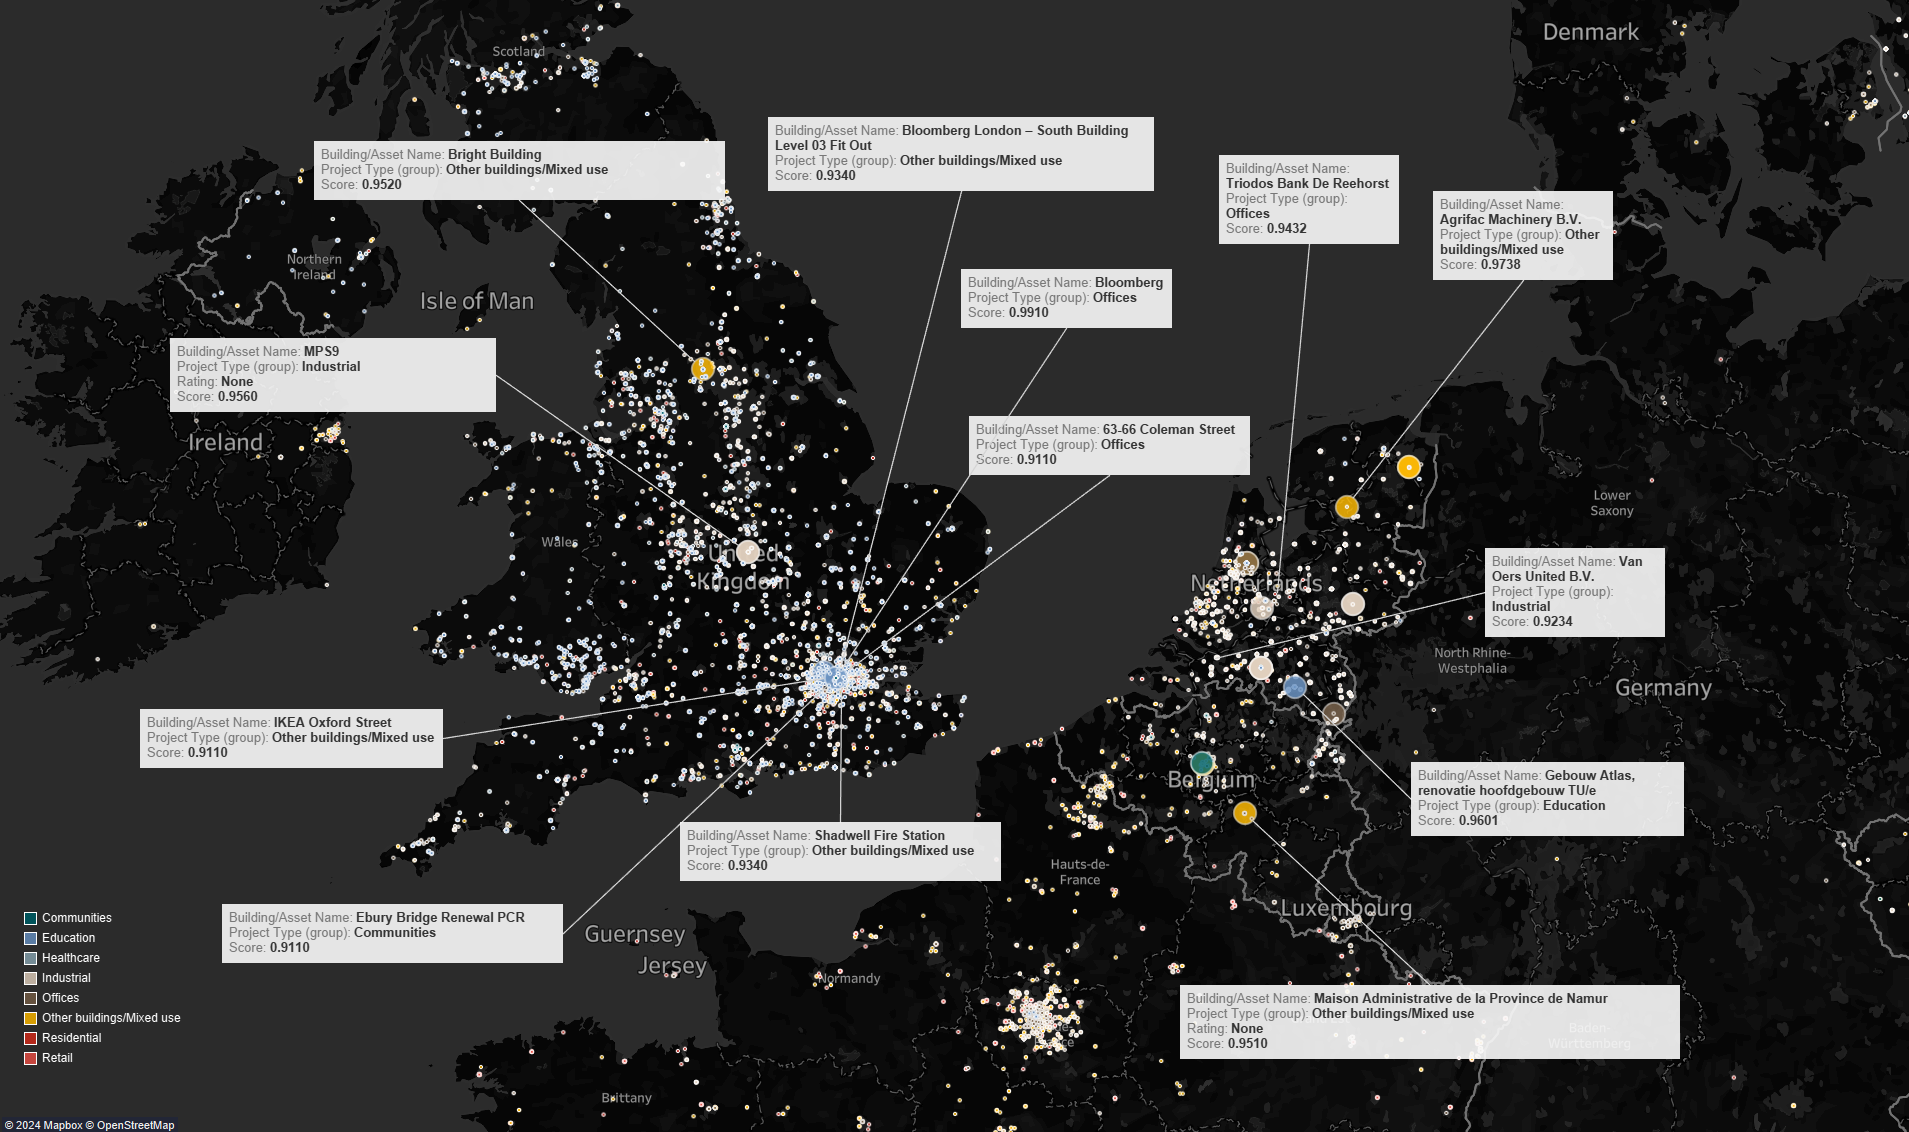 Denmark
Scotland
Building/Asset Name: Bloomberg London – South Building
Level 03 Fit Out
Project Type (group): Other buildings/Mixed use
Score: 0.9340
Building/Asset Name: Bright Building
Project Type (group): Other buildings/Mixed use
Score: 0.9520
Building/Asset Name:
Triodos Bank De Reehorst
Project Type (group):
Offices
Score: 0.9432
Building/Asset Name:
Agrifac Machinery B.V.
Project Type (group): Other
buildings/Mixed use
Score: 0.9738
Northern
Ireland
Isle of Man
Building/Asset Name: Bloomberg
Project Type (group): Offices
Score: 0.9910
Building/Asset Name: MPS9
Project Type (group): Industrial
Rating: None
Score: 0.9560
Ireland
Building/Asset Name: 63-66 Coleman Street
Project Type (group): Offices
Score: 0.9110
Lower
Saxony
Wales
United
Kingdom
Netherlands
Building/Asset Name: Van
Oers United B.V.
Project Type (group):
Industrial
Score: 0.9234
North Rhine-
Westphalia
Germany
Building/Asset Name: IKEA Oxford Street
Project Type (group): Other buildings/Mixed use
Score: 0.9110
Belgium
Building/Asset Name: Gebouw Atlas,
renovatie hoofdgebouw TU/e
Project Type (group): Education
Score: 0.9601
Building/Asset Name: Shadwell Fire Station
Project Type (group): Other buildings/Mixed use
Score: 0.9340
Hauts-de-
France
Luxembourg
Building/Asset Name: Ebury Bridge Renewal PCR
Project Type (group): Communities
Score: 0.9110
Guernsey
Jersey
Normandy
Building/Asset Name: Maison Administrative de la Province de Namur
Project Type (group): Other buildings/Mixed use
Rating: None
Score: 0.9510
Baden-
Württemberg
Brittany
Communities
Education
Healthcare
Industrial
Offices
Other buildings/Mixed use
Residential
Retail
© 2024 Mapbox © OpenStreetMap